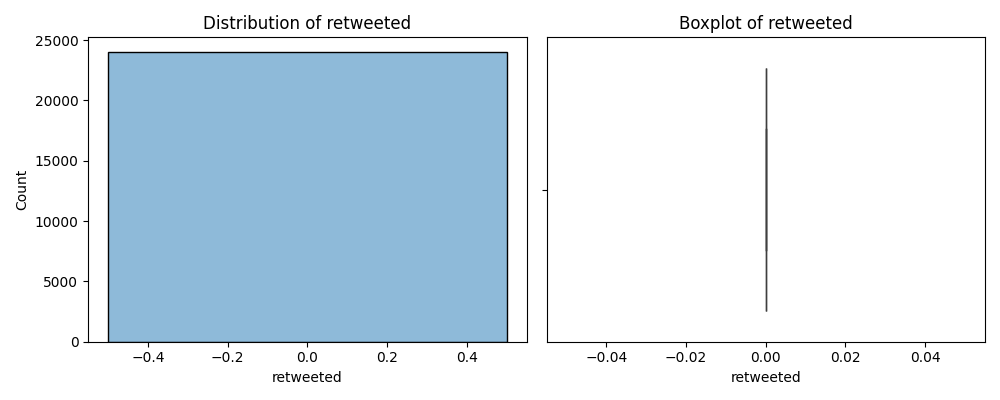 Distribution of retweeted
25000
20000
15000
10000
5000
0
Count
−0.4 −0.2 0.0 0.2 0.4
retweeted
Boxplot of retweeted
−0.04 −0.02 0.00 0.02 0.04
retweeted